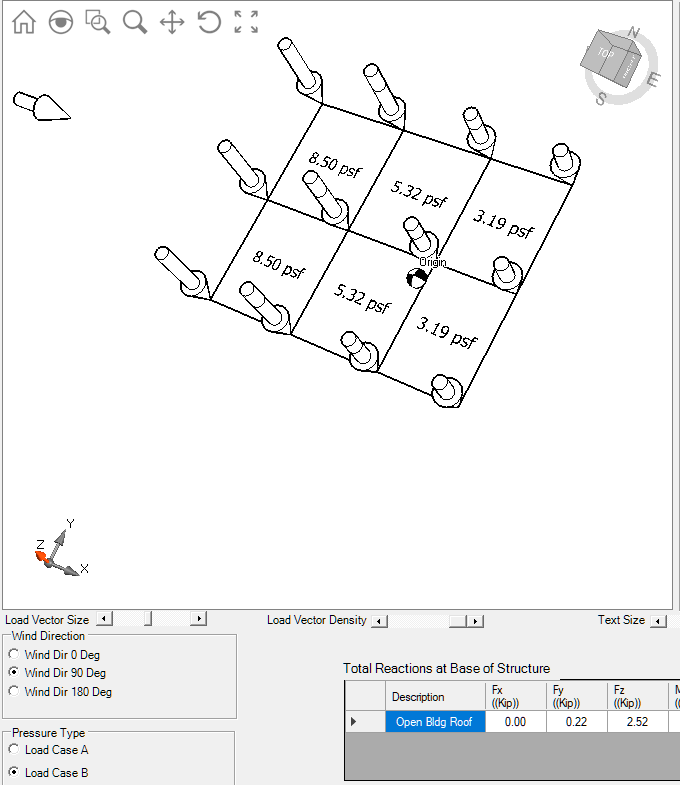 N
TOP
E
S
8.50 psf
5.32 psf
3.19 psf
Origin
8.50 psf
5.32 psf
3.19 psf
Y
Z
X
Load Vector Size
Load Vector Density
Text Size
Wind Direction
Wind Dir 0 Deg
Wind Dir 90 Deg
Wind Dir 180 Deg
Total Reactions at Base of Structure
Description Fx ((Kip)) Fy ((Kip)) Fz ((Kip))
Open Bldg Roof 0.00 0.22 2.52
Pressure Type
Load Case A
Load Case B